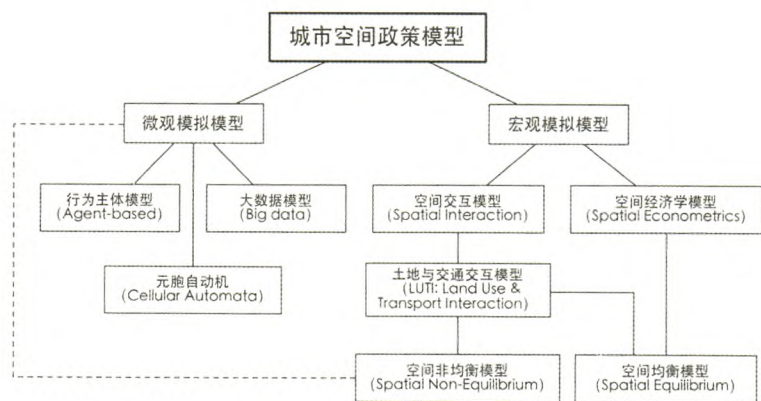 城市空间政策模型
微观模拟模型
宏观模拟模型
行为主体模型
(Agent-based)
大数据模型
(Big data)
空间交互模型
(Spatial Interaction)
空间经济学模型
(Spatial Econometrics)
元胞自动机
(Cellular Automata)
土地与交通交互模型
(LUTI: Land Use &
Transport Interaction)
空间非均衡模型
(Spatial Non-Equilibrium)
空间均衡模型
(Spatial Equilibrium)